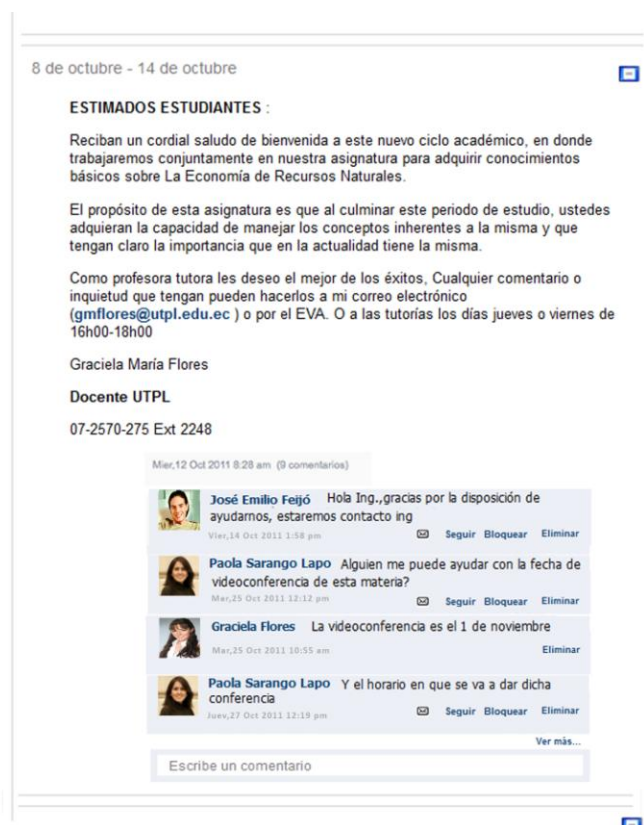 8 de octubre - 14 de octubre
ESTIMADOS ESTUDIANTES :
Reciban un cordial saludo de bienvenida a este nuevo ciclo académico, en donde
trabajaremos conjuntamente en nuestra asignatura para adquirir conocimientos
básicos sobre La Economía de Recursos Naturales.
El propósito de esta asignatura es que al culminar este periodo de estudio, ustedes
adquieran la capacidad de manejar los conceptos inherentes a la misma y que
tengan claro la importancia que en la actualidad tiene la misma.
Como profesora tutora les deseo el mejor de los éxitos, Cualquier comentario o
inquietud que tengan pueden hacerlos a mi correo electrónico
(gmflores@utpl.edu.ec ) o por el EVA. O a las tutorías los días jueves o viernes de
16h00-18h00
Graciela María Flores
Docente UTPL
07-2570-275 Ext 2248
Mier,12 Oct 2011 8:28 am (9 comentarios)
José Emilio Feijó Hola Ing.,gracias por la disposición de
ayudarnos, estaremos contacto ing
Vier,14 Oct 2011 1:58 pm Seguir Bloquear Eliminar
Paola Sarango Lapo Alguien me puede ayudar con la fecha de
videoconferencia de esta materia?
Mar,25 Oct 2011 12:12 pm Seguir Bloquear Eliminar
Graciela Flores La videoconferencia es el 1 de noviembre
Mar,25 Oct 2011 10:55 am Eliminar
Paola Sarango Lapo Y el horario en que se va a dar dicha
conferencia
Juev,27 Oct 2011 12:19 pm Seguir Bloquear Eliminar
Ver más...
Escribe un comentario